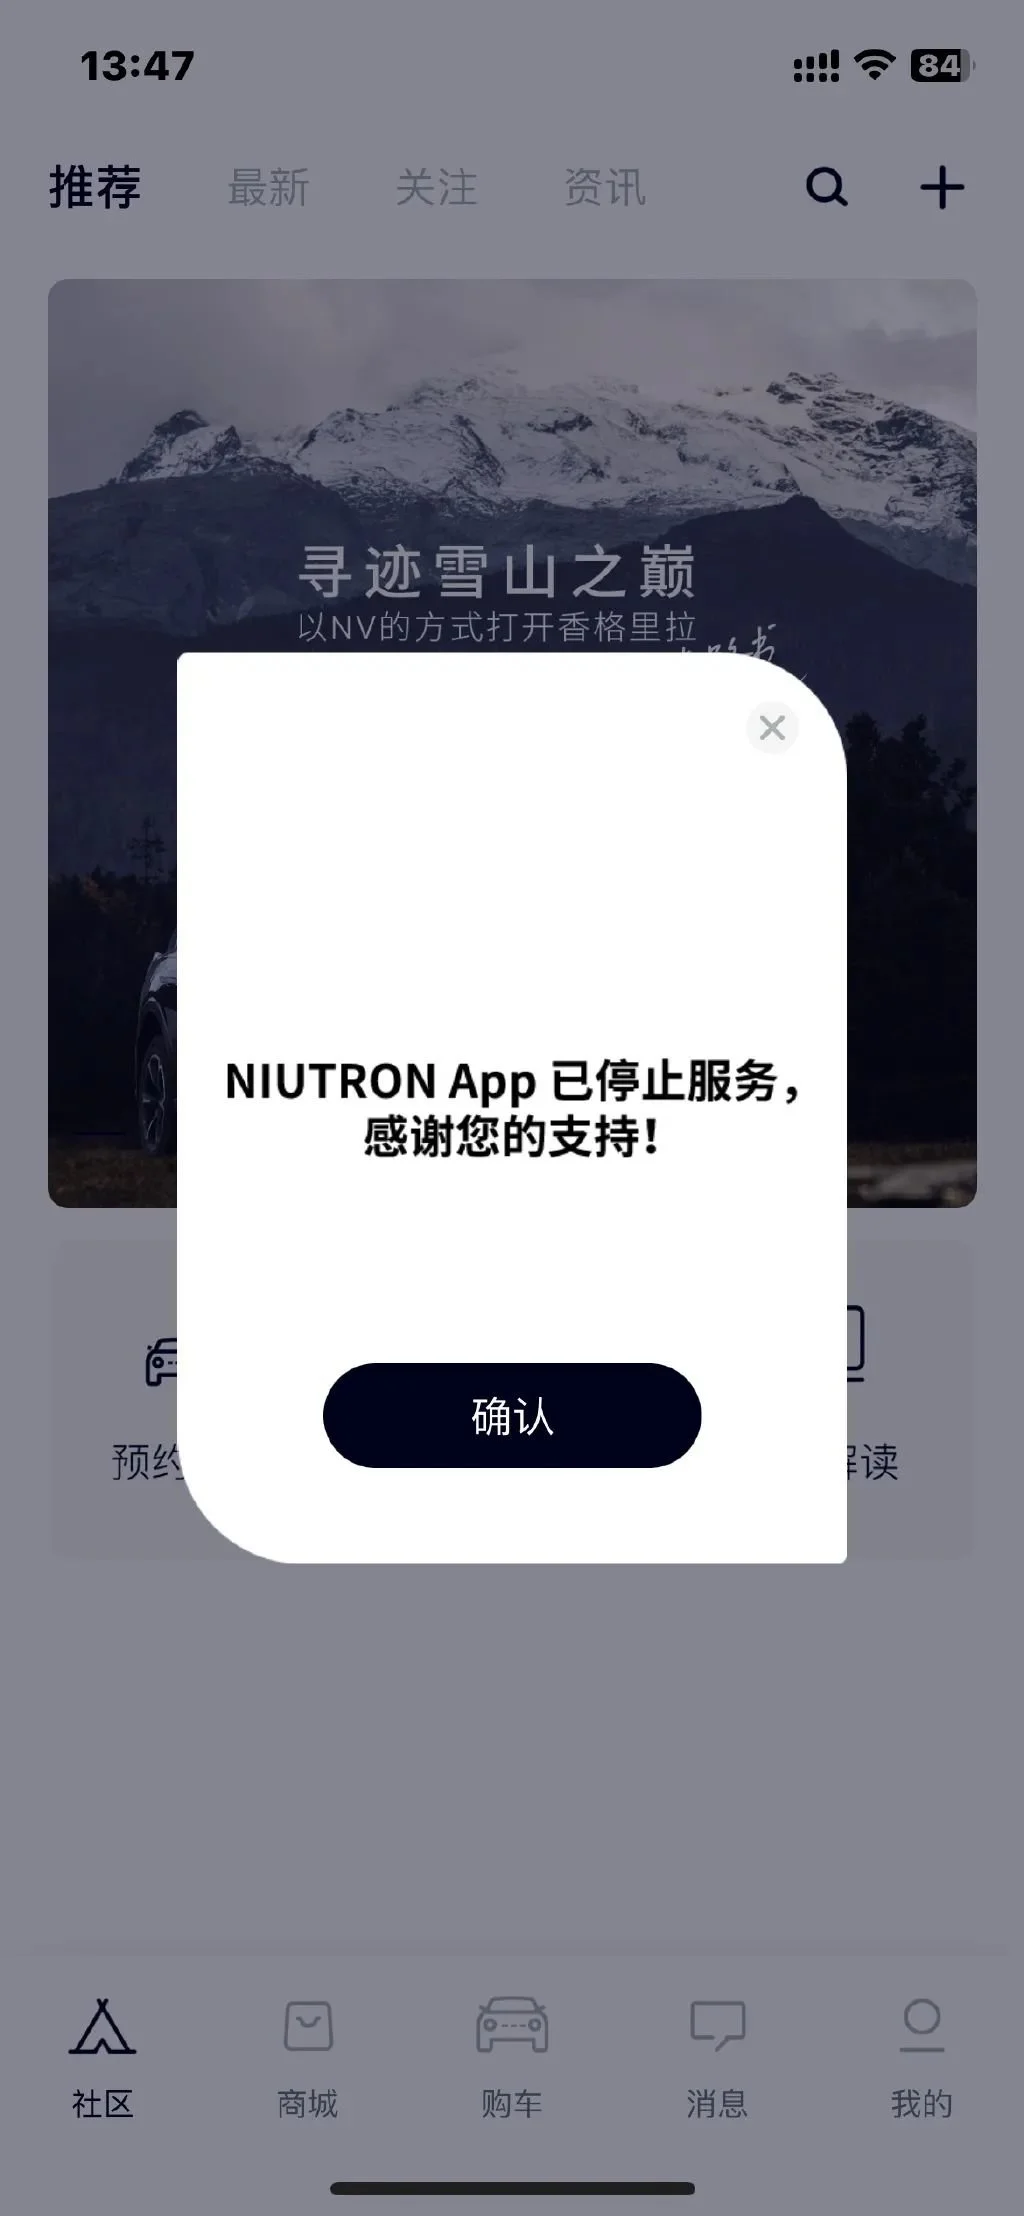 13:47
84
推荐 最新 关注 资讯
寻迹雪山之巅
以NV的方式打开香格里拉
NIUTRON App 已停止服务，
感谢您的支持！
确认
预约
解读
社区 商城 购车 消息 我的